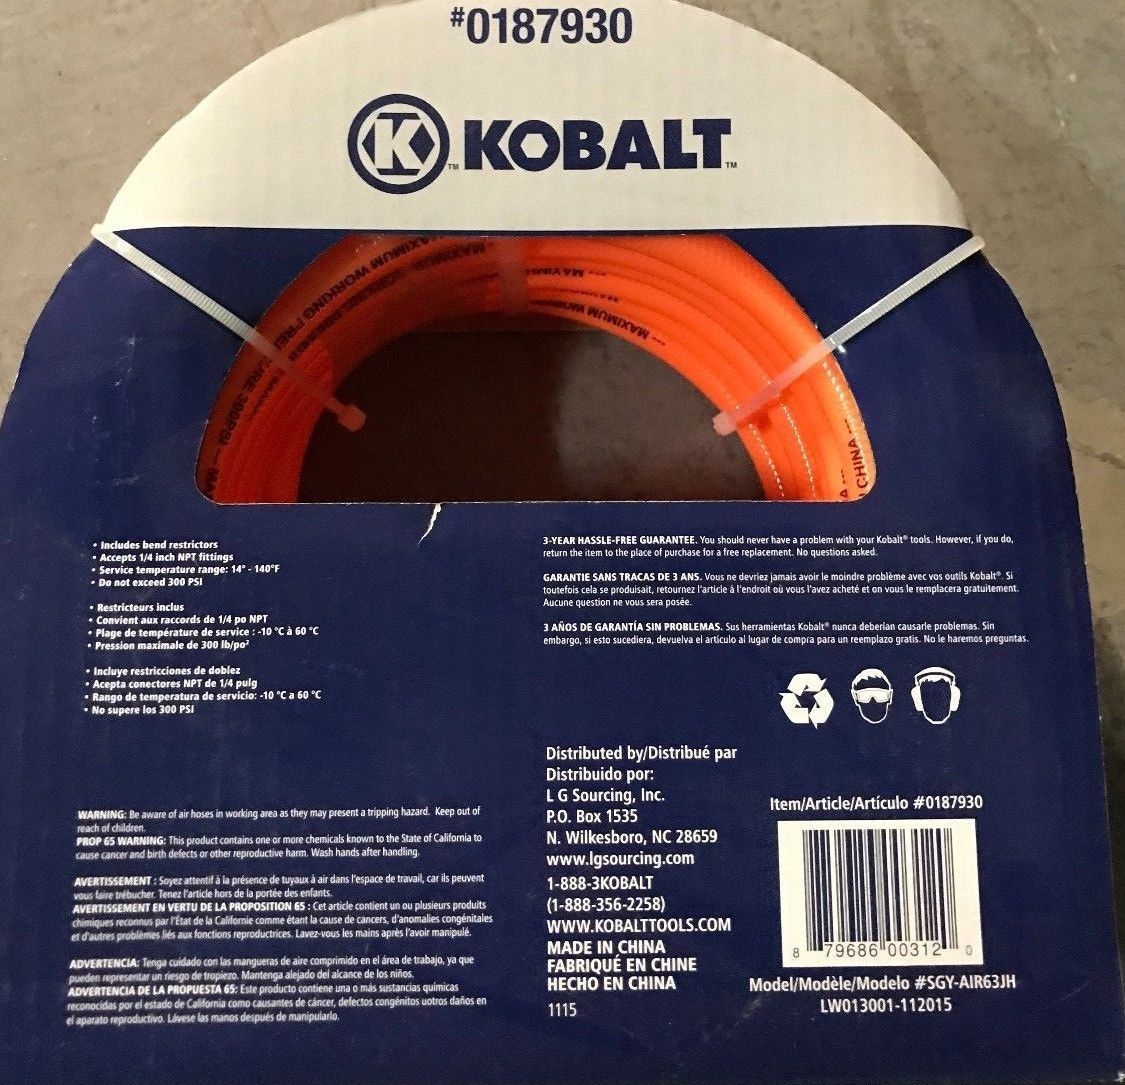 #0187930
K™ KOBALT™
MAXIMUM WORKING PRESSURE 300PSI
MAXIMUM
MAXIMUM WORKING
CHINA
• Includes bend restrictors
• Accepts 1/4 inch NPT fittings
• Service temperature range: 14° - 140°F
• Do not exceed 300 PSI
• Restricteurs inclus
• Convient aux raccords de 1/4 po NPT
• Plage de température de service : -10 °C à 60 °C
• Pression maximale de 300 lb/po²
• Incluye restricciones de doblez
• Acepta conectores NPT de 1/4 pulg
• Rango de temperatura de servicio: -10 °C a 60 °C
• No supere los 300 PSI
WARNING: Be aware of air hoses in working area as they may present a tripping hazard. Keep out of
reach of children.
PROP 65 WARNING: This product contains one or more chemicals known to the State of California to
cause cancer and birth defects or other reproductive harm. Wash hands after handling.
AVERTISSEMENT : Soyez attentif à la présence de tuyaux à air dans l'espace de travail, car ils peuvent
vous faire trébucher. Tenez l'article hors de la portée des enfants.
AVERTISSEMENT EN VERTU DE LA PROPOSITION 65 : Cet article contient un ou plusieurs produits
chimiques reconnus par l'État de la Californie comme étant la cause de cancers, d'anomalies congénitales
et d'autres problèmes liés aux fonctions reproductrices. Lavez-vous les mains après l'avoir manipulé.
ADVERTENCIA: Tenga cuidado con las mangueras de aire comprimido en el área de trabajo, ya que
pueden representar un riesgo de tropiezo. Mantenga alejado del alcance de los niños.
ADVERTENCIA DE LA PROPUESTA 65: Este producto contiene una o más sustancias químicas
reconocidas por el estado de California como causantes de cáncer, defectos congénitos uotros daños en
el aparato reproductivo. Lávese las manos después de manipularlo.
3-YEAR HASSLE-FREE GUARANTEE. You should never have a problem with your Kobalt® tools. However, if you do,
return the item to the place of purchase for a free replacement. No questions asked.
GARANTIE SANS TRACAS DE 3 ANS. Vous ne devriez jamais avoir le moindre problème avec vos outils Kobalt®. Si
toutefois cela se produisait, retournez l'article à l'endroit où vous l'avez acheté et on vous le remplacera gratuitement.
Aucune question ne vous sera posée.
3 AÑOS DE GARANTÍA SIN PROBLEMAS. Sus herramientas Kobalt® nunca deberían causarle problemas. Sin
embargo, si esto sucediera, devuelva el artículo al lugar de compra para un reemplazo gratis. No le haremos preguntas.
Distributed by/Distribué par
Distribuido por:
L G Sourcing, Inc.
P.O. Box 1535
N. Wilkesboro, NC 28659
www.lgsourcing.com
1-888-3KOBALT
(1-888-356-2258)
WWW.KOBALTTOOLS.COM
MADE IN CHINA
FABRIQUÉ EN CHINE
HECHO EN CHINA
1115
Item/Article/Artículo #0187930
8 79686 00312 0
Model/Modèle/Modelo #SGY-AIR63JH
LW013001-112015